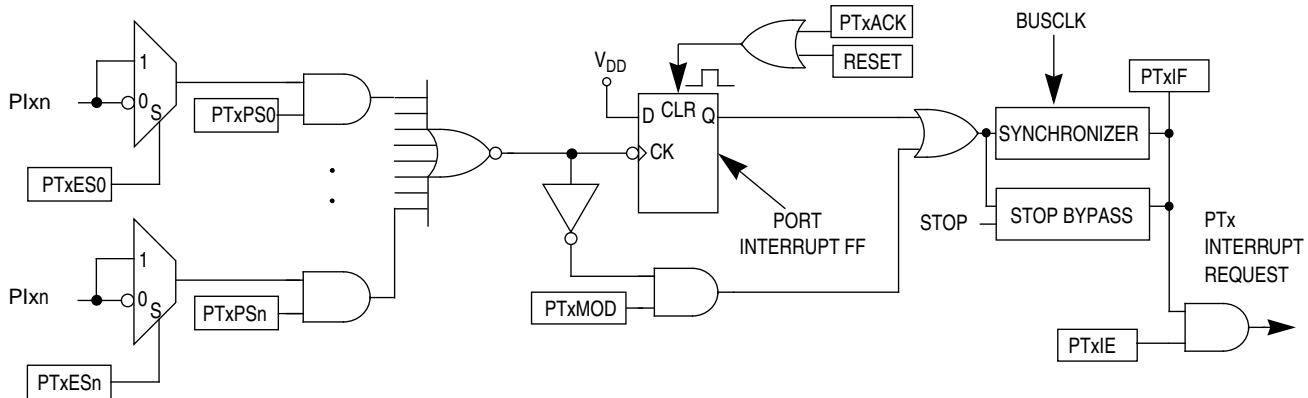 PTxACK
RESET
BUSCLK
VDD
PTxIF
1
PIxn
0
S
PTxPS0
D
CLR
Q
CK
SYNCHRONIZER
PTxES0
PORT
INTERRUPT FF
STOP BYPASS
STOP
PTx
INTERRUPT
REQUEST
1
PIxn
0
S
PTxPSn
PTxMOD
PTxIE
PTxESn